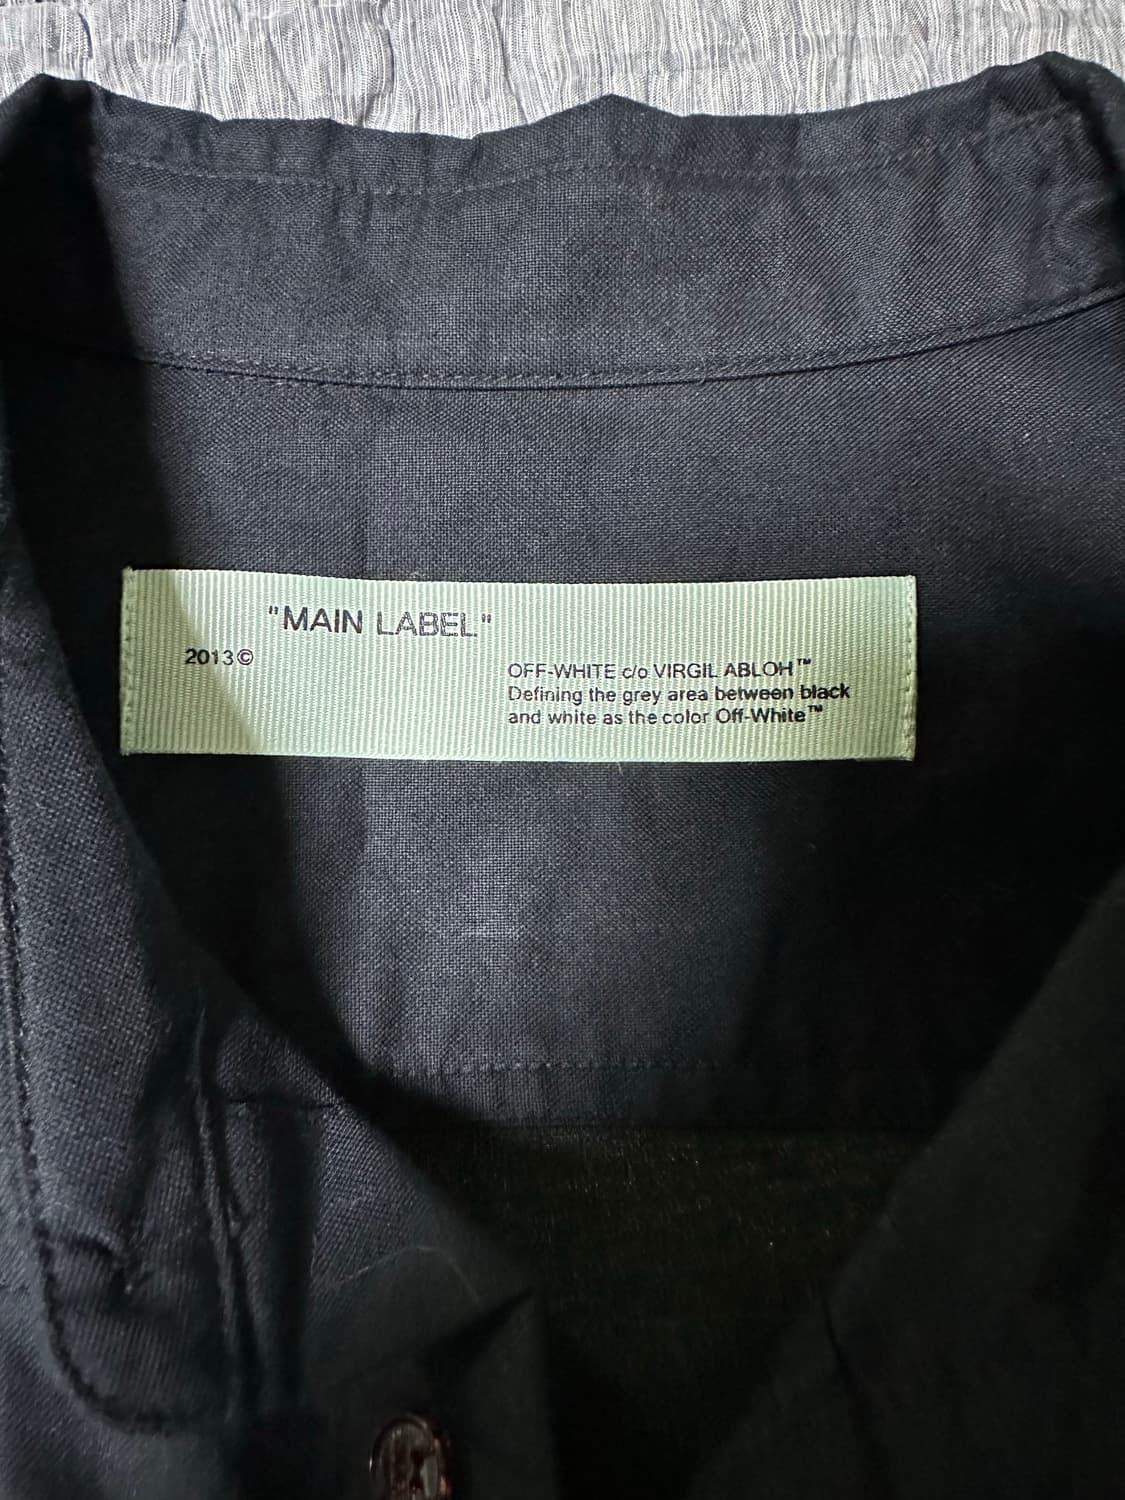 "MAIN LABEL"
2013©
OFF-WHITE c/o VIRGIL ABLOH™
Defining the grey area between black
and white as the color Off-White™